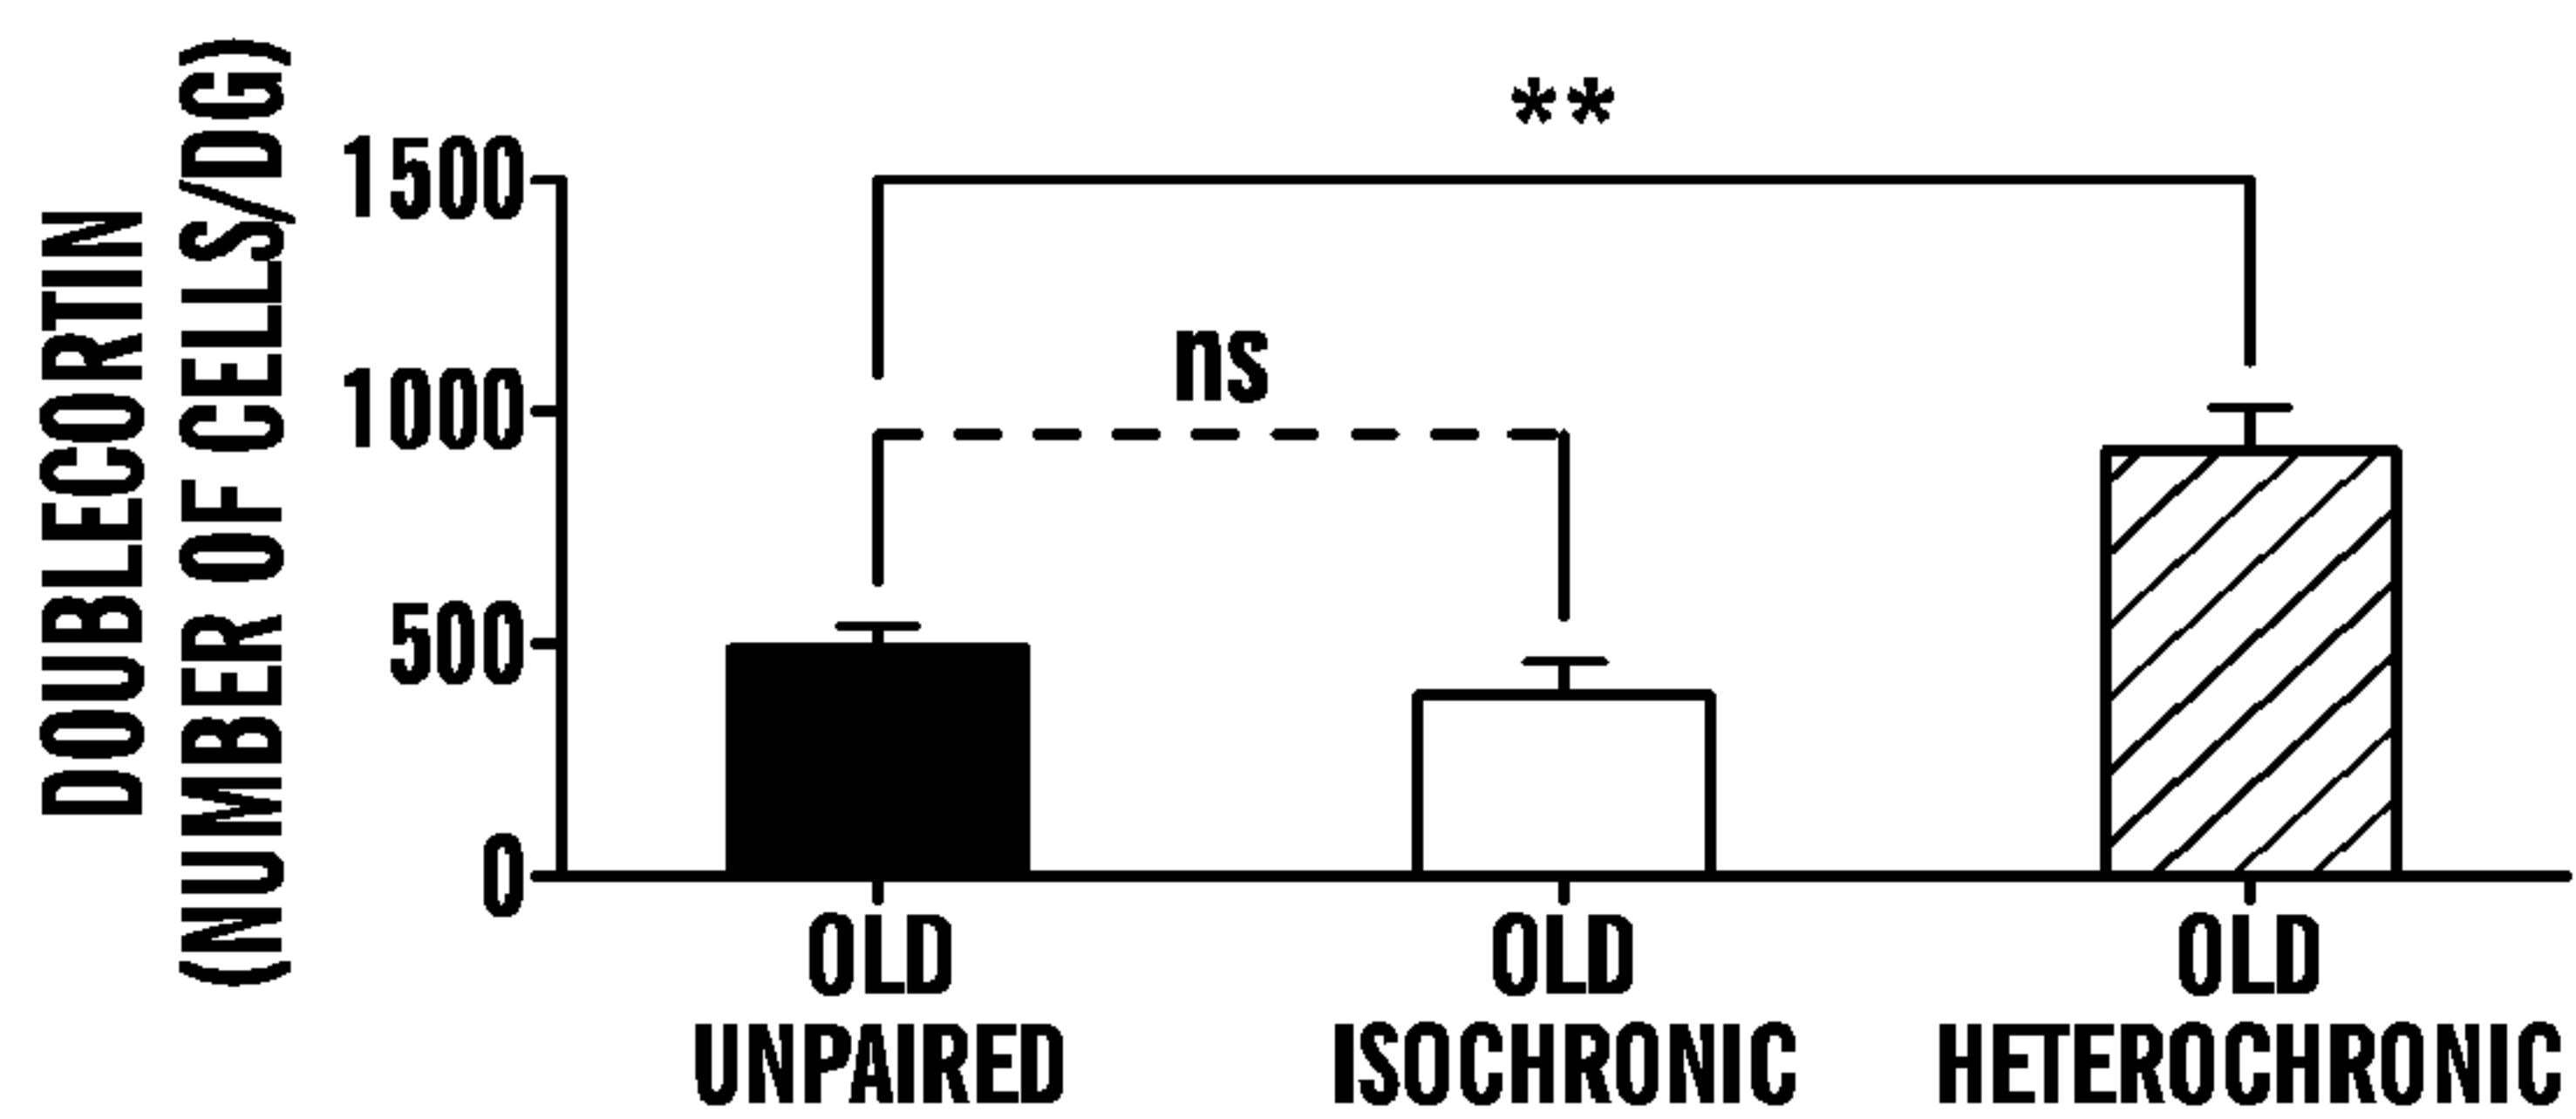 DOUBLECORTIN
(NUMBER OF CELLS/DG)
1500
1000
500
0
**
ns
OLD
UNPAIRED
OLD
ISOCHRONIC
OLD
HETEROCHRONIC